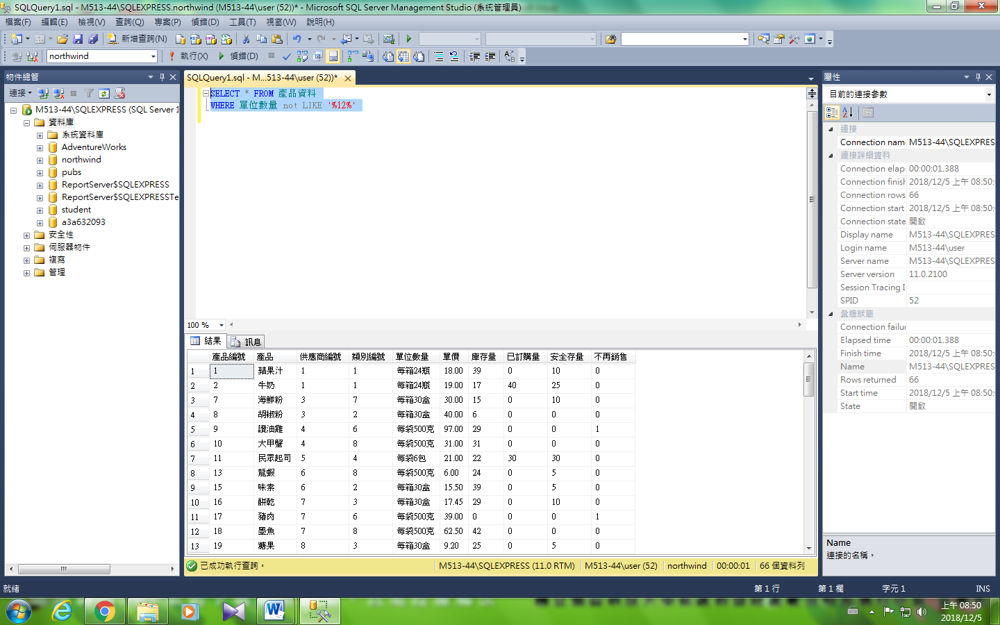 SQLQuery1.sql - M513-44\SQLEXPRESS.northwind (M513-44\user (52))* - Microsoft SQL Server Management Studio (系統管理員)
檔案(F) 編輯(E) 檢視(V) 查詢(Q) 專案(P) 偵錯(D) 工具(T) 視窗(W) 說明(H)
新增查詢(N)
northwind 執行(X) 偵錯(D)
物件總管
連接
M513-44\SQLEXPRESS (SQL Server 1
資料庫
系統資料庫
AdventureWorks
northwind
pubs
ReportServer$SQLEXPRESS
ReportServer$SQLEXPRESSTe
student
a3a632093
安全性
伺服器物件
複寫
管理
SQLQuery1.sql - M...513-44\user (52))*
SELECT * FROM 產品資料
WHERE 單位數量 not LIKE '%12%'
100 %
結果 訊息
產品編號 產品 供應商編號 類別編號 單位數量 單價 庫存量 已訂購量 安全存量 不再銷售
1 1 蘋果汁 1 1 每箱24瓶 18.00 39 0 10 0
2 2 牛奶 1 1 每箱24瓶 19.00 17 40 25 0
3 7 海鮮粉 3 7 每箱30盒 30.00 15 0 10 0
4 8 胡椒粉 3 2 每箱30盒 40.00 6 0 0 0
5 9 讚油雞 4 6 每袋500克 97.00 29 0 0 1
6 10 大甲蟹 4 8 每袋500克 31.00 31 0 0 0
7 11 民眾起司 5 4 每袋6包 21.00 22 30 30 0
8 13 龍蝦 6 8 每袋500克 6.00 24 0 5 0
9 15 味素 6 2 每箱30盒 15.50 39 0 5 0
10 16 餅乾 7 3 每箱30盒 17.45 29 0 10 0
11 17 豬肉 7 6 每袋500克 39.00 0 0 0 1
12 18 墨魚 7 8 每袋500克 62.50 42 0 0 0
13 19 糖果 8 3 每箱30盒 9.20 25 0 5 0
已成功執行查詢。 M513-44\SQLEXPRESS (11.0 RTM) M513-44\user (52) northwind 00:00:01 66 個資料列
屬性
目前的連接參數
連接
Connection nam M513-44\SQLEXPRES
連接詳細資料
Connection elap 00:00:01.388
Connection finish 2018/12/5 上午 08:50:
Connection rows 66
Connection start 2018/12/5 上午 08:50:
Connection state 開啟
Display name M513-44\SQLEXPRES
Login name M513-44\user
Server name M513-44\SQLEXPRES
Server version 11.0.2100
Session Tracing I
SPID 52
彙總狀態
Connection failur
Elapsed time 00:00:01.388
Finish time 2018/12/5 上午 08:50:
Name M513-44\SQLEXPRES
Rows returned 66
Start time 2018/12/5 上午 08:50:
State 開啟
Name
連接的名稱。
就緒 第 1 行 第 1 欄 字元 1 INS
上午 08:50
2018/12/5